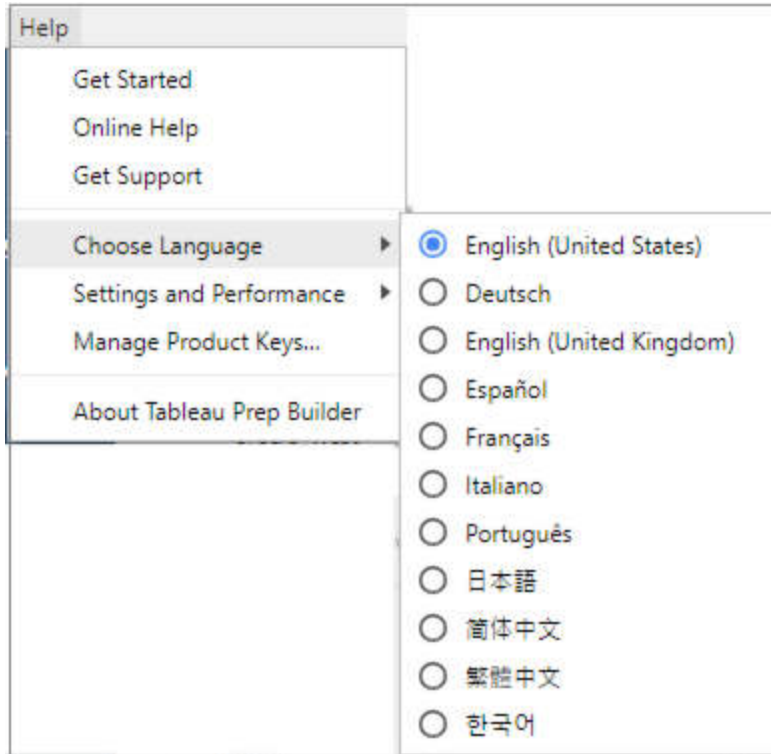 Help
Get Started
Online Help
Get Support
Choose Language
Settings and Performance
Manage Product Keys...
About Tableau Prep Builder
English (United States)
Deutsch
English (United Kingdom)
Español
Français
Italiano
Português
日本語
简体中文
繁體中文
한국어